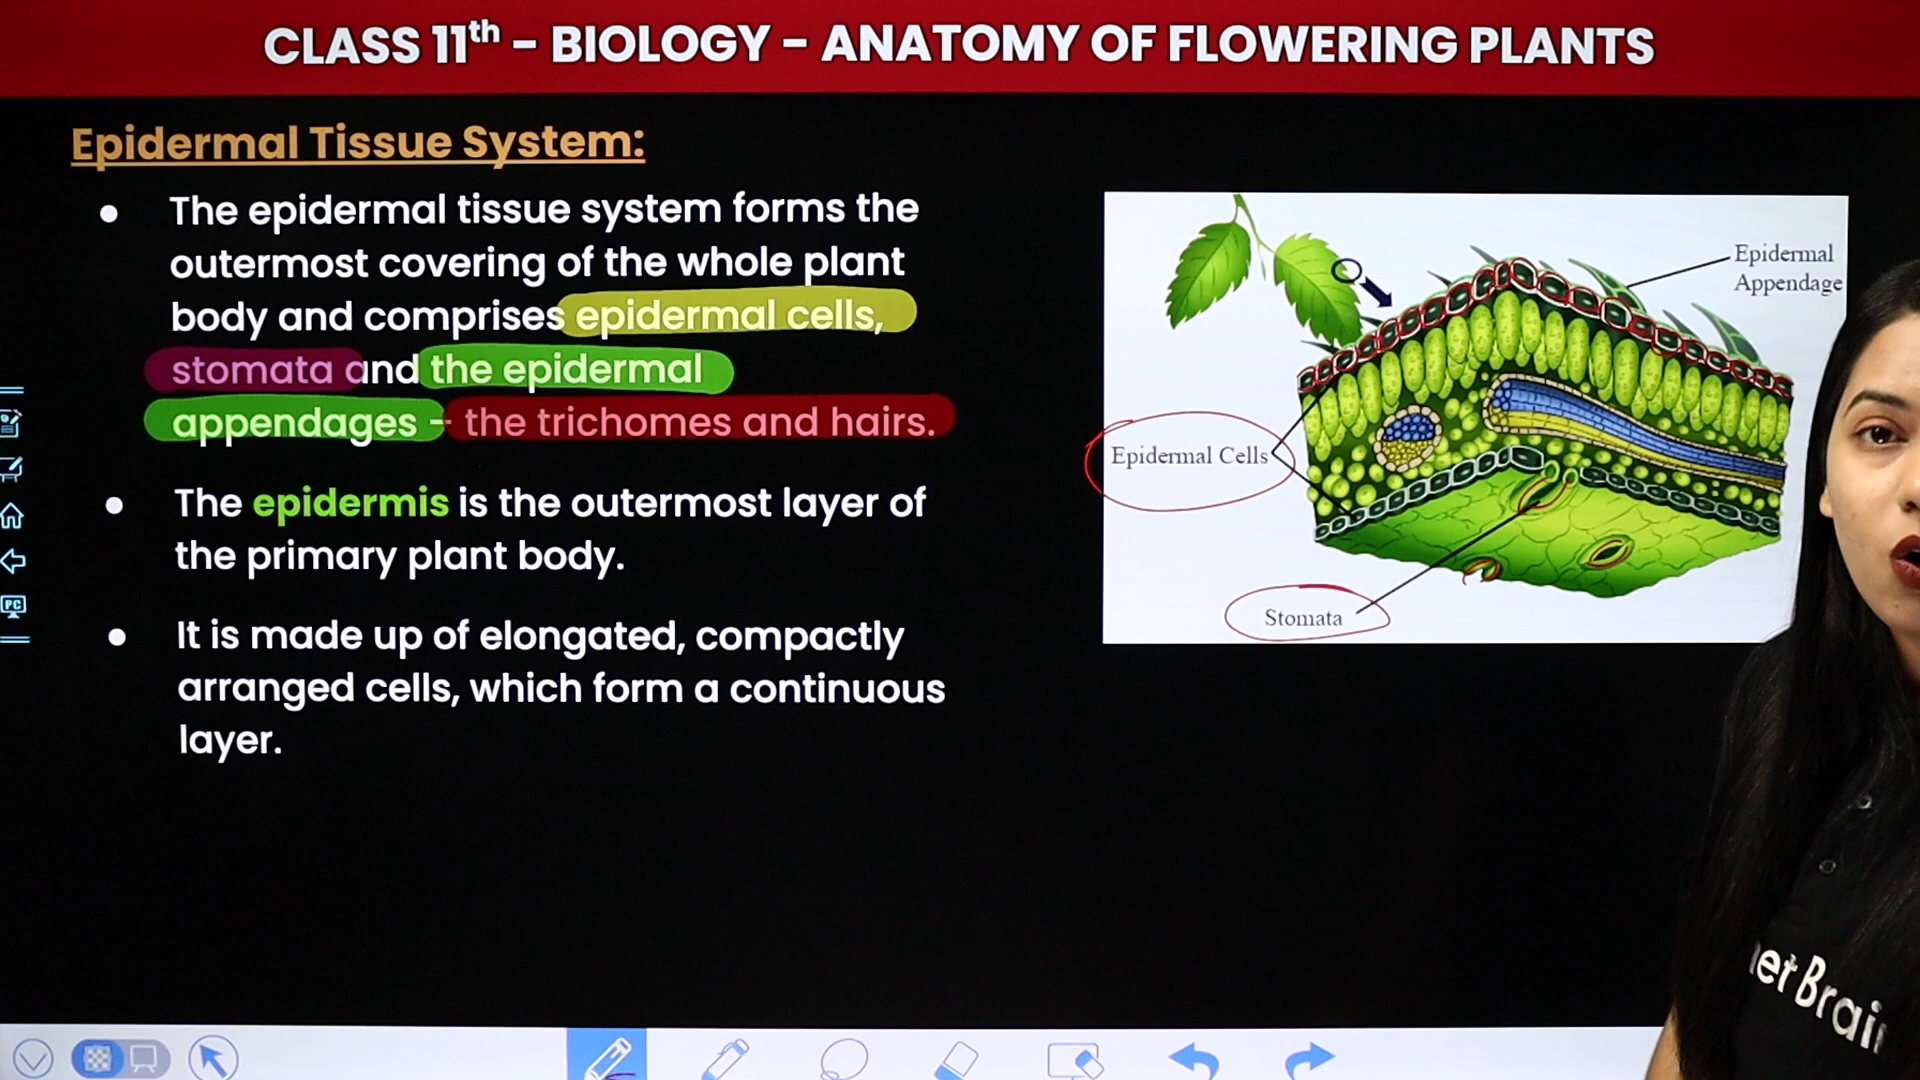 CLASS 11th - BIOLOGY - ANATOMY OF FLOWERING PLANTS
Epidermal Tissue System:
• The epidermal tissue system forms the
outermost covering of the whole plant
body and comprises epidermal cells,
stomata and the epidermal
appendages - the trichomes and hairs.
• The epidermis is the outermost layer of
the primary plant body.
• It is made up of elongated, compactly
arranged cells, which form a continuous
layer.
Epidermal
Appendage
Epidermal Cells
Stomata
PC
net Brain